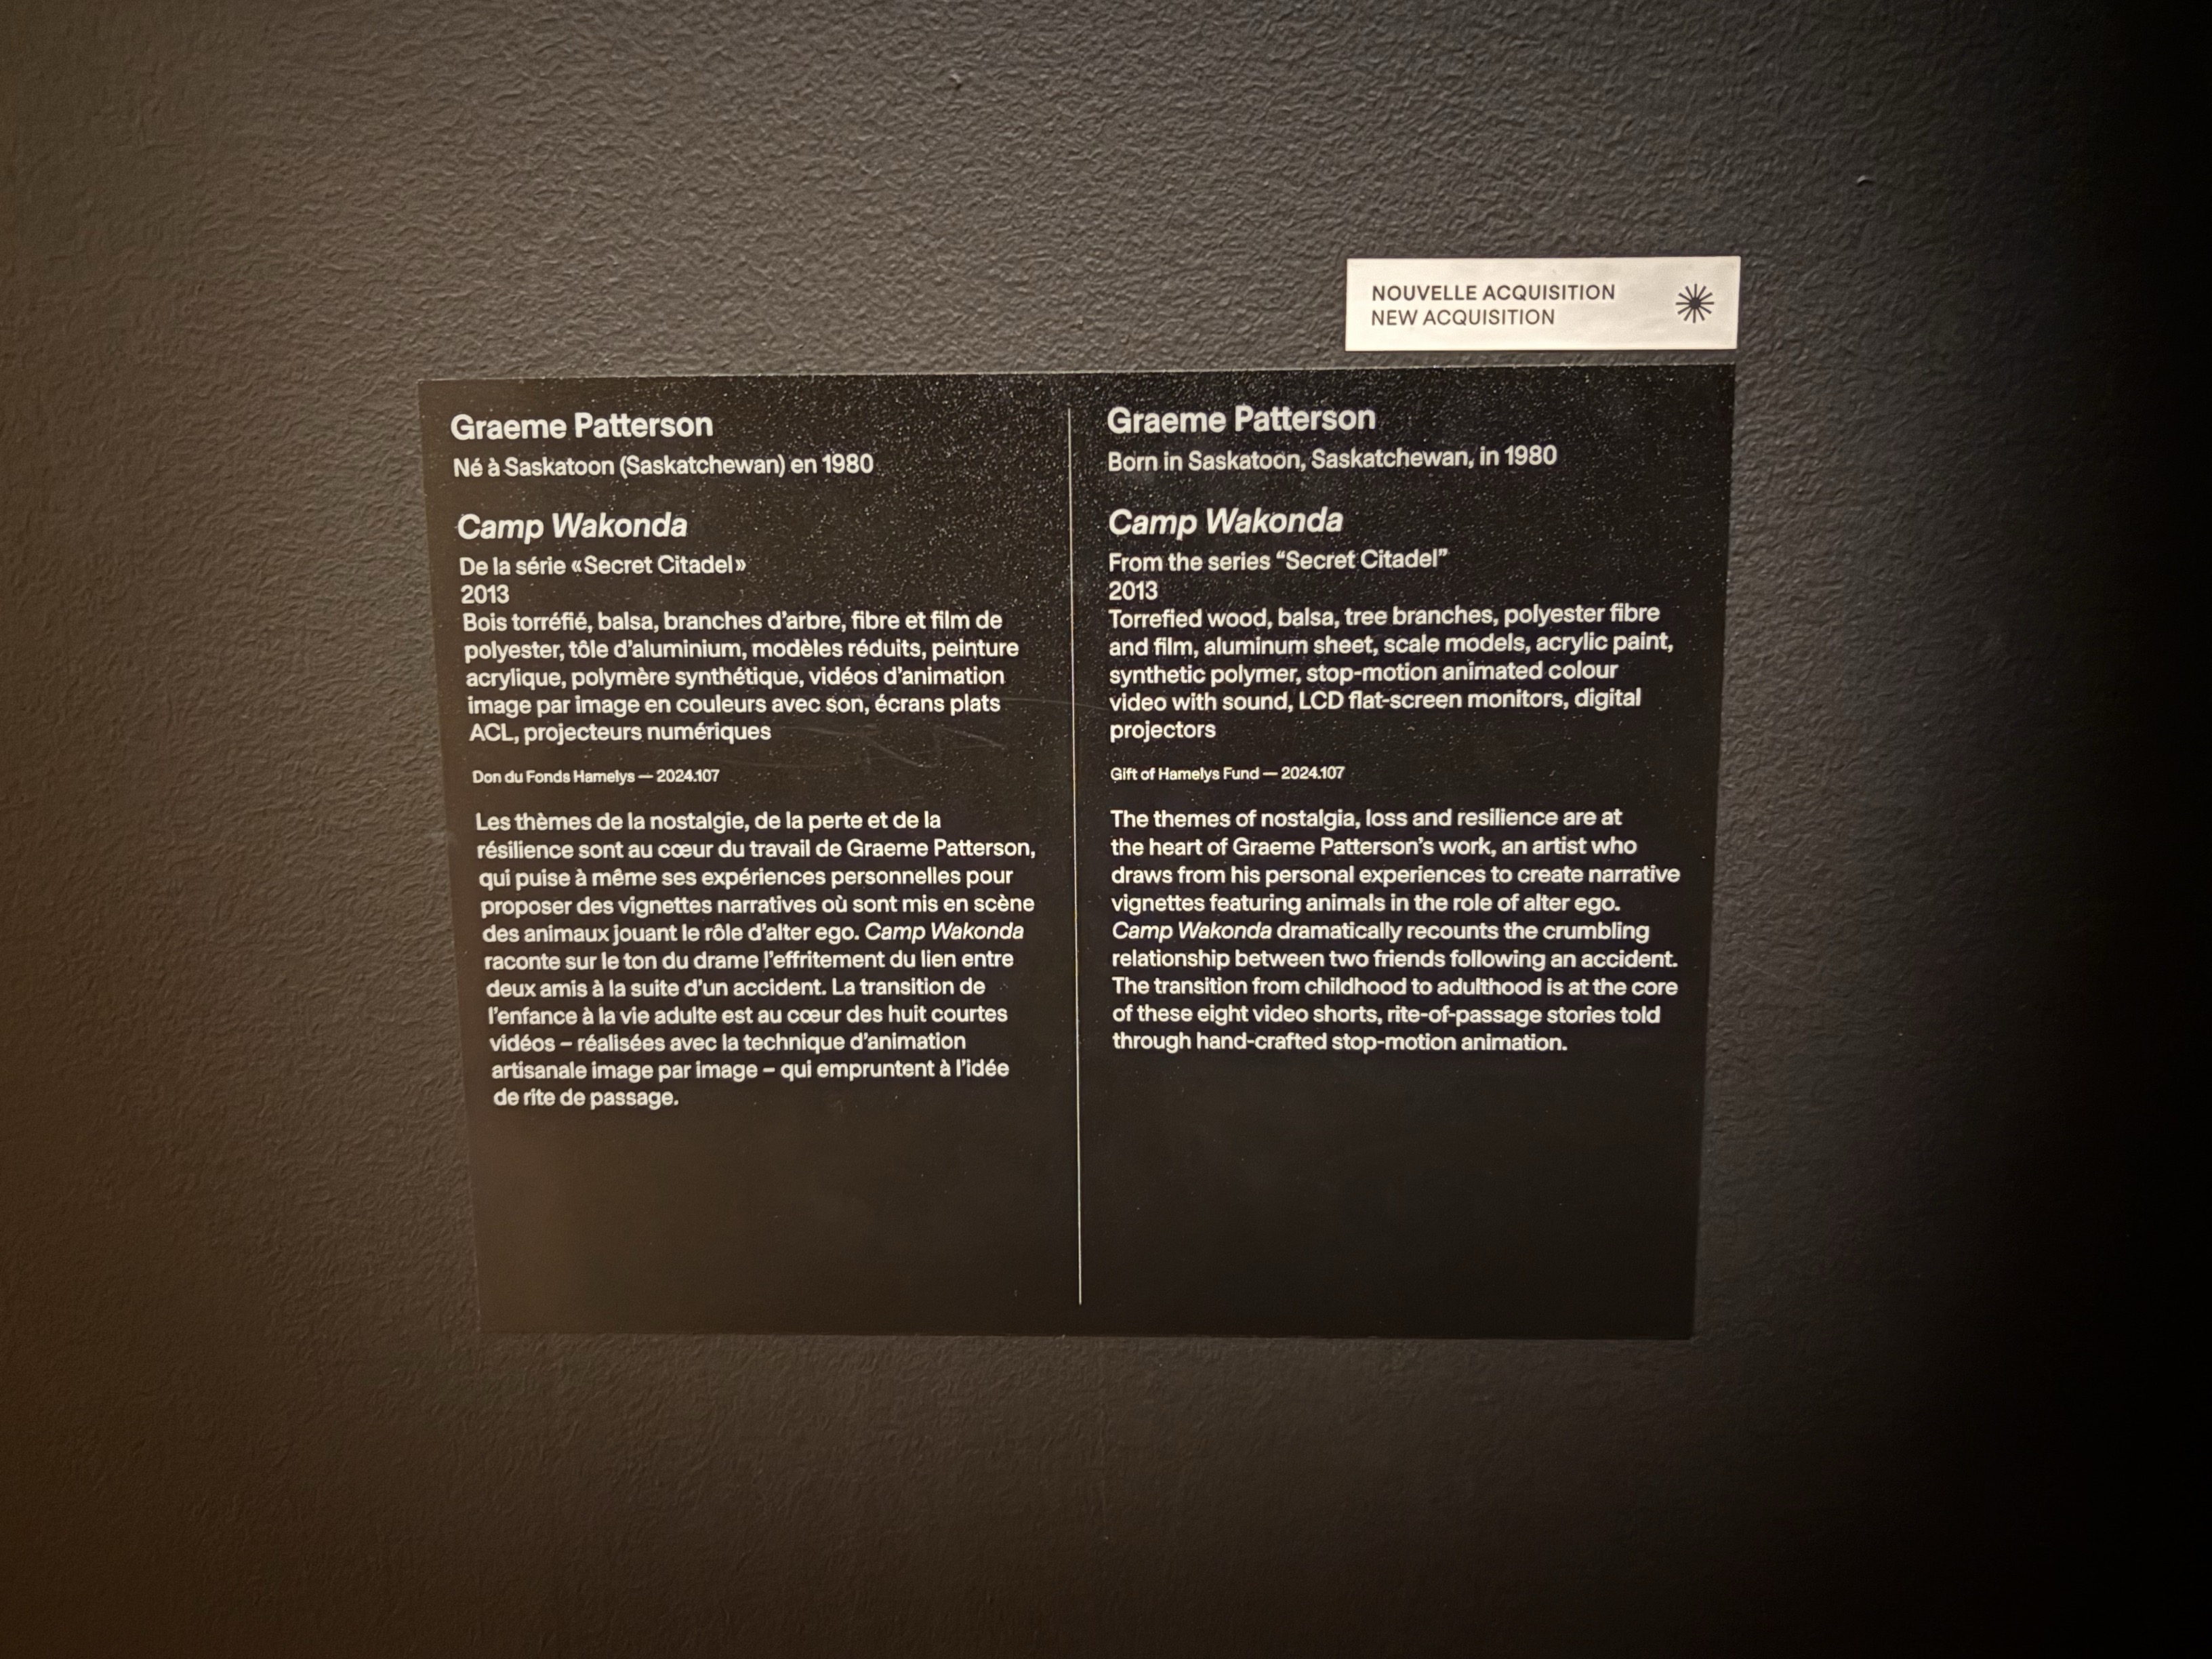 NOUVELLE ACQUISITION
NEW ACQUISITION
Graeme Patterson
Né à Saskatoon (Saskatchewan) en 1980
Camp Wakonda
De la série «Secret Citadel»
2013
Bois torréfié, balsa, branches d'arbre, fibre et film de
polyester, tôle d'aluminium, modèles réduits, peinture
acrylique, polymère synthétique, vidéos d'animation
image par image en couleurs avec son, écrans plats
ACL, projecteurs numériques
Don du Fonds Hamelys — 2024.107
Les thèmes de la nostalgie, de la perte et de la
résilience sont au cœur du travail de Graeme Patterson,
qui puise à même ses expériences personnelles pour
proposer des vignettes narratives où sont mis en scène
des animaux jouant le rôle d'alter ego. Camp Wakonda
raconte sur le ton du drame l'effritement du lien entre
deux amis à la suite d'un accident. La transition de
l'enfance à la vie adulte est au cœur des huit courtes
vidéos – réalisées avec la technique d'animation
artisanale image par image – qui empruntent à l'idée
de rite de passage.
Graeme Patterson
Born in Saskatoon, Saskatchewan, in 1980
Camp Wakonda
From the series “Secret Citadel”
2013
Torrefied wood, balsa, tree branches, polyester fibre
and film, aluminum sheet, scale models, acrylic paint,
synthetic polymer, stop-motion animated colour
video with sound, LCD flat-screen monitors, digital
projectors
Gift of Hamelys Fund — 2024.107
The themes of nostalgia, loss and resilience are at
the heart of Graeme Patterson's work, an artist who
draws from his personal experiences to create narrative
vignettes featuring animals in the role of alter ego.
Camp Wakonda dramatically recounts the crumbling
relationship between two friends following an accident.
The transition from childhood to adulthood is at the core
of these eight video shorts, rite-of-passage stories told
through hand-crafted stop-motion animation.